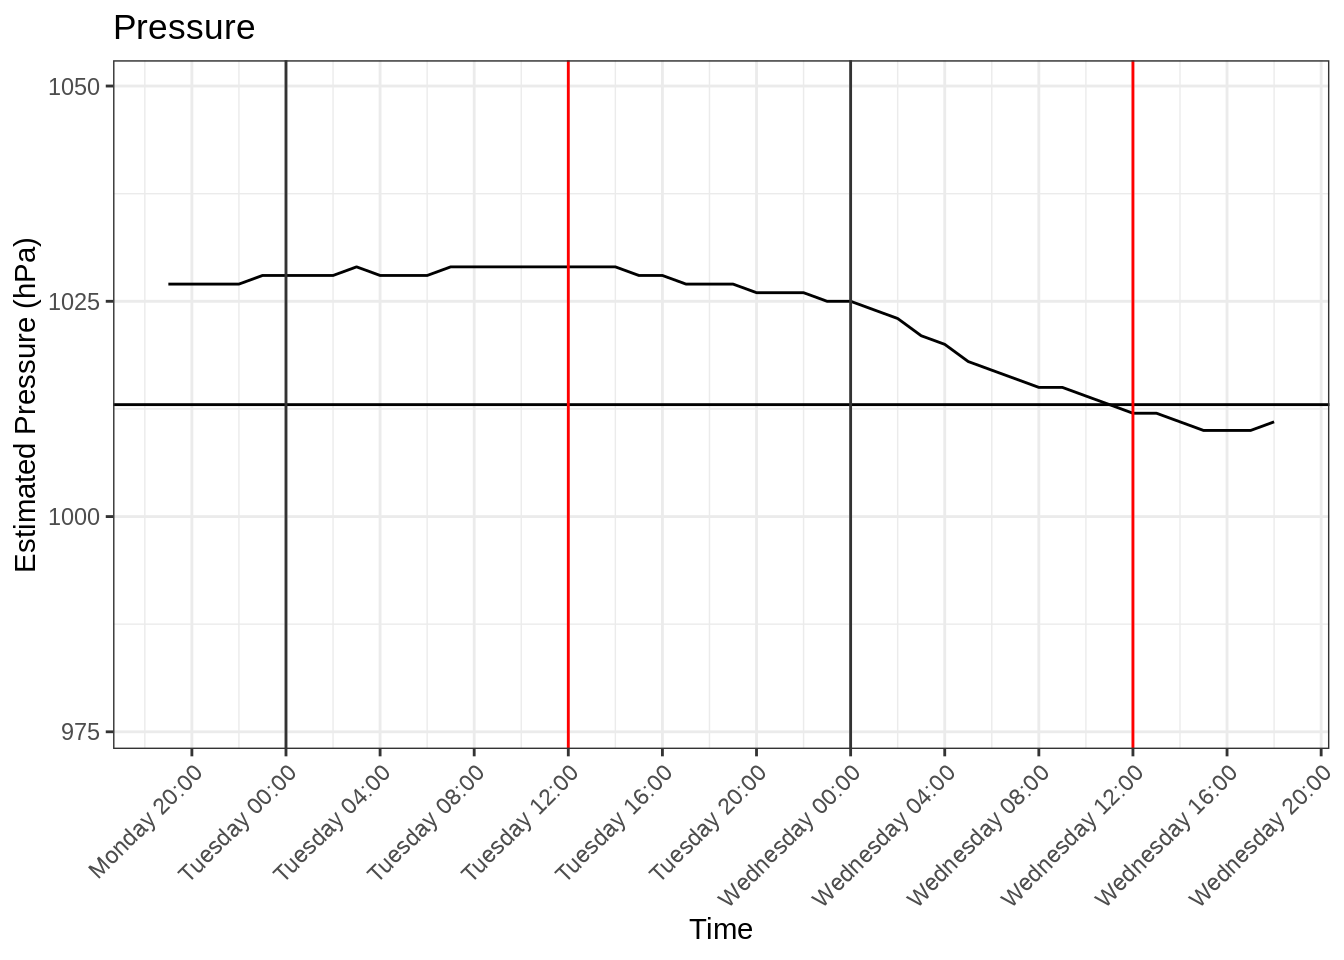 Pressure
Estimated Pressure (hPa)
1050
1025
1000
975
Monday 20:00
Tuesday 00:00
Tuesday 04:00
Tuesday 08:00
Tuesday 12:00
Tuesday 16:00
Tuesday 20:00
Wednesday 00:00
Wednesday 04:00
Wednesday 08:00
Wednesday 12:00
Wednesday 16:00
Wednesday 20:00
Time